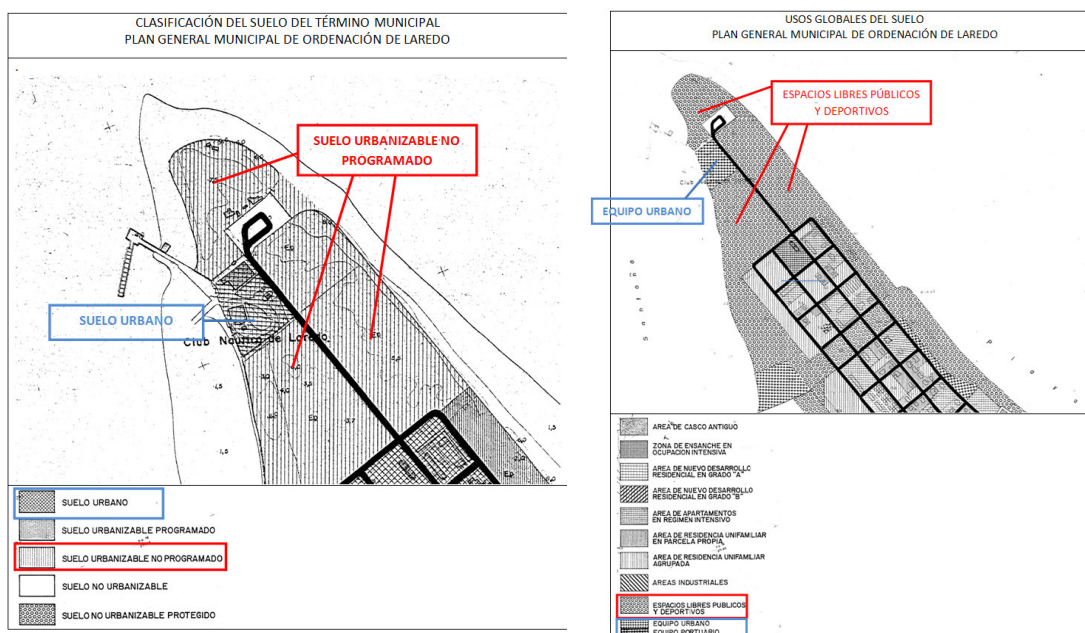 CLASIFICACIÓN DEL SUELO DEL TÉRMINO MUNICIPAL
PLAN GENERAL MUNICIPAL DE ORDENACIÓN DE LAREDO
SUELO URBANIZABLE NO
PROGRAMADO
SUELO URBANO
Club Nautico de Laredo
SUELO URBANO
SUELO URBANIZABLE PROGRAMADO
SUELO URBANIZABLE NO PROGRAMADO
SUELO NO URBANIZABLE
SUELO NO URBANIZABLE PROTEGIDO
USOS GLOBALES DEL SUELO
PLAN GENERAL MUNICIPAL DE ORDENACIÓN DE LAREDO
ESPACIOS LIBRES PÚBLICOS
Y DEPORTIVOS
EQUIPO URBANO
Club
AREA DE CASCO ANTIGUO
ZONA DE ENSANCHE EN
OCUPACION INTENSIVA
AREA DE NUEVO DESARROLLO
RESIDENCIAL EN GRADO "A"
AREA DE NUEVO DESARROLLO
RESIDENCIAL EN GRADO "B"
AREA DE APARTAMENTOS
EN REGIMEN INTENSIVO
AREA DE RESIDENCIA UNIFAMILIAR
EN PARCELA PROPIA
AREA DE RESIDENCIA UNIFAMILIAR
AGRUPADA
AREAS INDUSTRIALES
ESPACIOS LIBRES PUBLICOS
Y DEPORTIVOS
EQUIPO URBANO
EQUIPO PORTUARIO